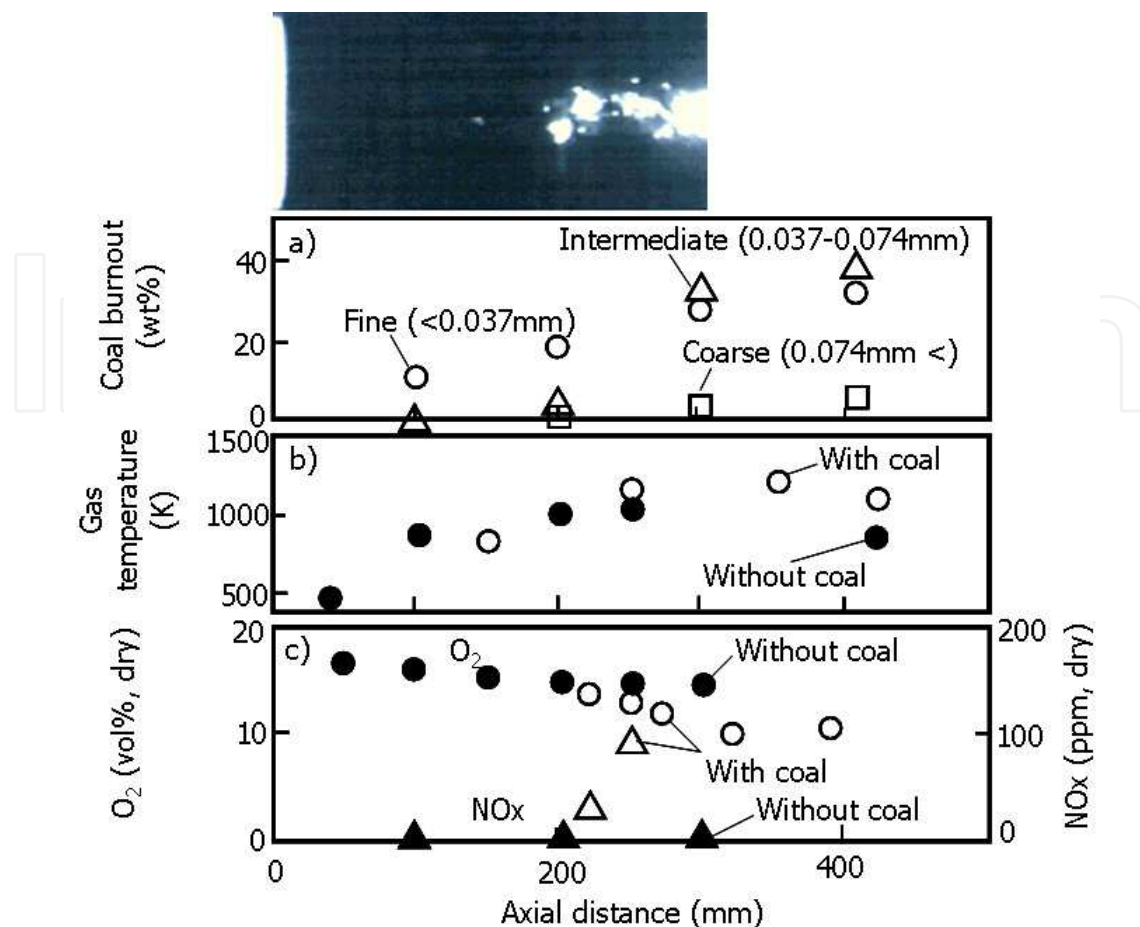 a)
Intermediate (0.037-0.074mm)
Fine (<0.037mm)
Coarse (0.074mm <)
Coal burnout
(wt%)
40
20
0
b)
With coal
Without coal
Gas
temperature
(K)
1500
1000
500
c)
O₂
Without coal
With coal
NOx
Without coal
O₂ (vol%, dry)
20
10
0
NOx (ppm, dry)
200
100
0
0
200
400
Axial distance (mm)